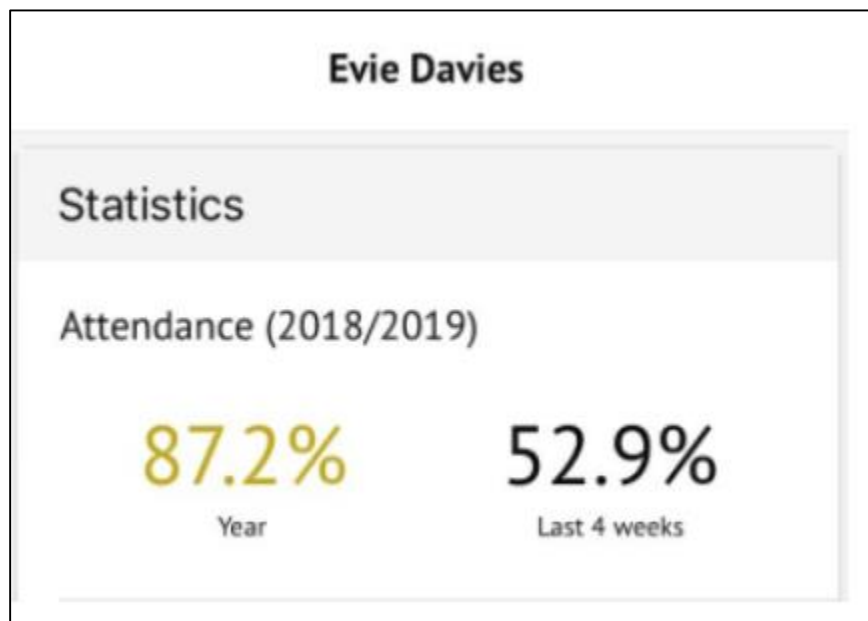 Evie Davies
Statistics
Attendance (2018/2019)
87.2% 52.9%
Year Last 4 weeks